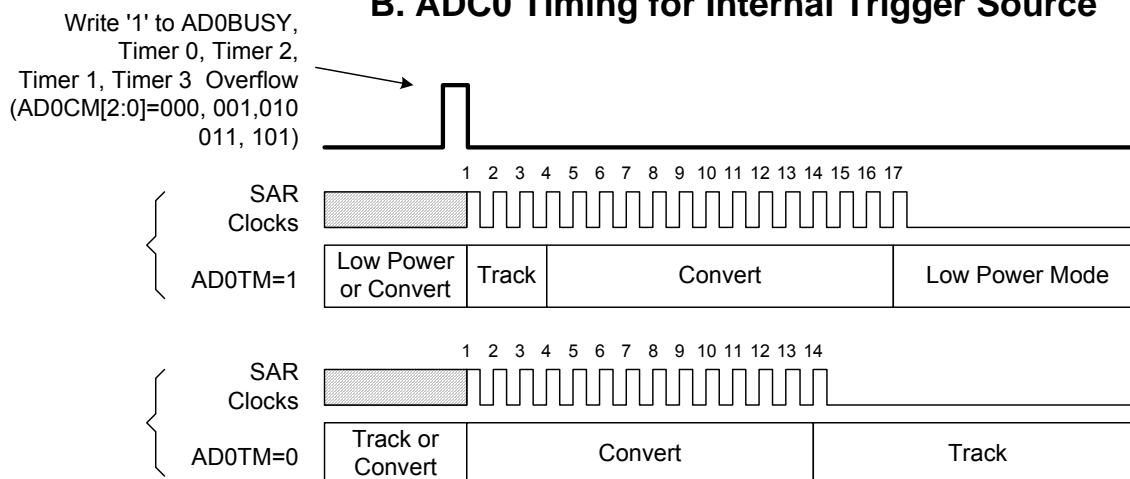 B. ADC0 Timing for Internal Trigger Source
Write '1' to AD0BUSY,
Timer 0, Timer 2,
Timer 1, Timer 3 Overflow
(AD0CM[2:0]=000, 001,010
011, 101)
1 2 3 4 5 6 7 8 9 10 11 12 13 14 15 16 17
SAR
Clocks
AD0TM=1
Low Power
or Convert
Track
Convert
Low Power Mode
1 2 3 4 5 6 7 8 9 10 11 12 13 14
SAR
Clocks
AD0TM=0
Track or
Convert
Convert
Track